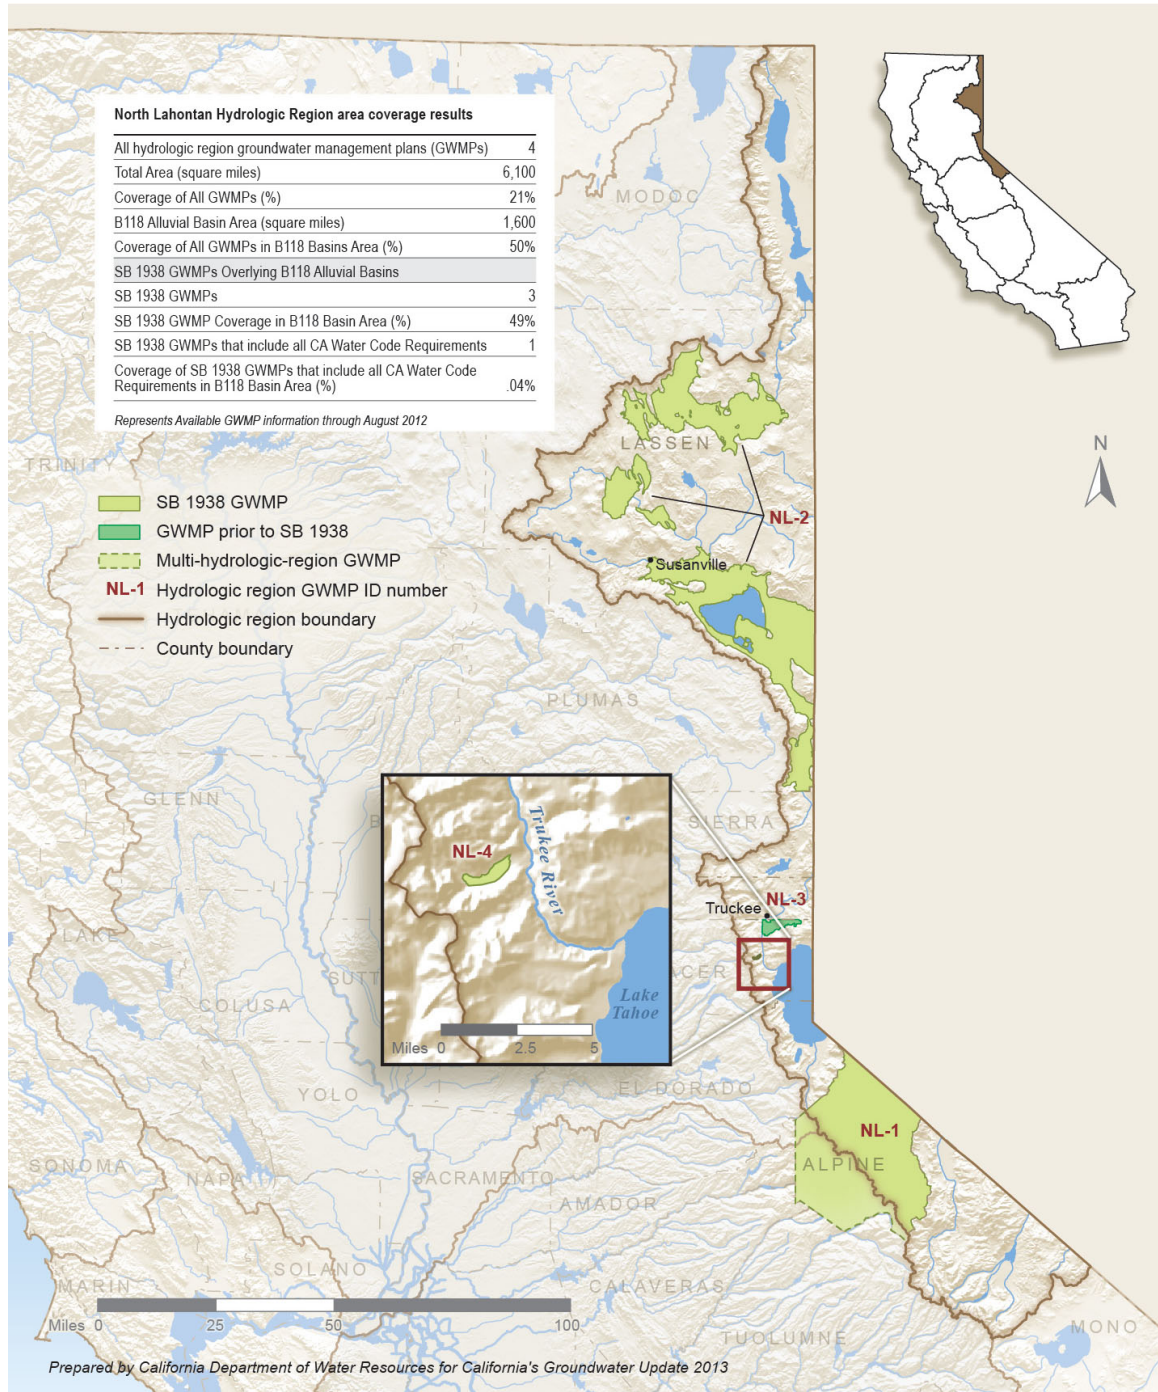 North Lahontan Hydrologic Region area coverage results
All hydrologic region groundwater management plans (GWMPs) 4
Total Area (square miles) 6,100
Coverage of All GWMPs (%) 21%
B118 Alluvial Basin Area (square miles) 1,600
Coverage of All GWMPs in B118 Basins Area (%) 50%
SB 1938 GWMPs Overlying B118 Alluvial Basins
SB 1938 GWMPs 3
SB 1938 GWMP Coverage in B118 Basin Area (%) 49%
SB 1938 GWMPs that include all CA Water Code Requirements 1
Coverage of SB 1938 GWMPs that include all CA Water Code
Requirements in B118 Basin Area (%) .04%
Represents Available GWMP information through August 2012
MODOC
LASSEN
TRINITY
N
SB 1938 GWMP
GWMP prior to SB 1938
Multi-hydrologic-region GWMP
NL-1 Hydrologic region GWMP ID number
Hydrologic region boundary
County boundary
NL-2
Susanville
PLUMAS
GLENN
SIERRA
NL-4
Trukee River
NL-3
Truckee
LAKE
COLUSA
SUTT
ACER
Lake
Tahoe
Miles 0 2.5 5
YOLO
EL DORADO
NL-1
ALPINE
SONOMA
NAPA
SACRAMENTO
AMADOR
SOLANO
MARIN
CALAVERAS
Miles 0 25 50 100
TUOLUMNE
MONO
Prepared by California Department of Water Resources for California's Groundwater Update 2013